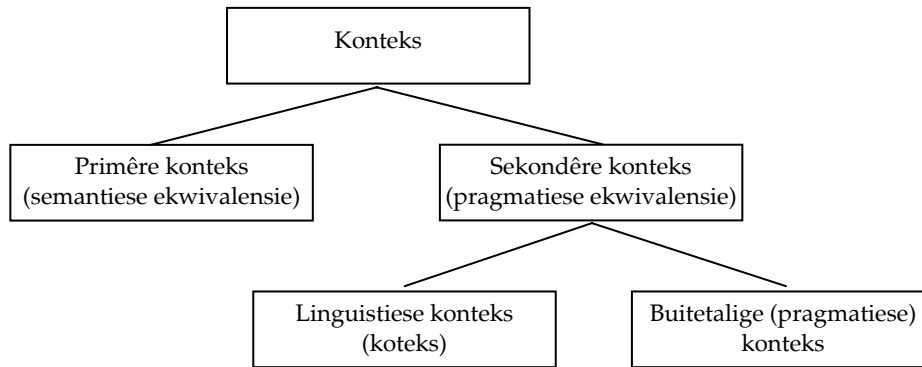 Konteks
Primêre konteks
(semantiese ekwivalensie)
Sekondêre konteks
(pragmatiese ekwivalensie)
Linguistiese konteks
(koteks)
Buitetalige (pragmatiese)
konteks